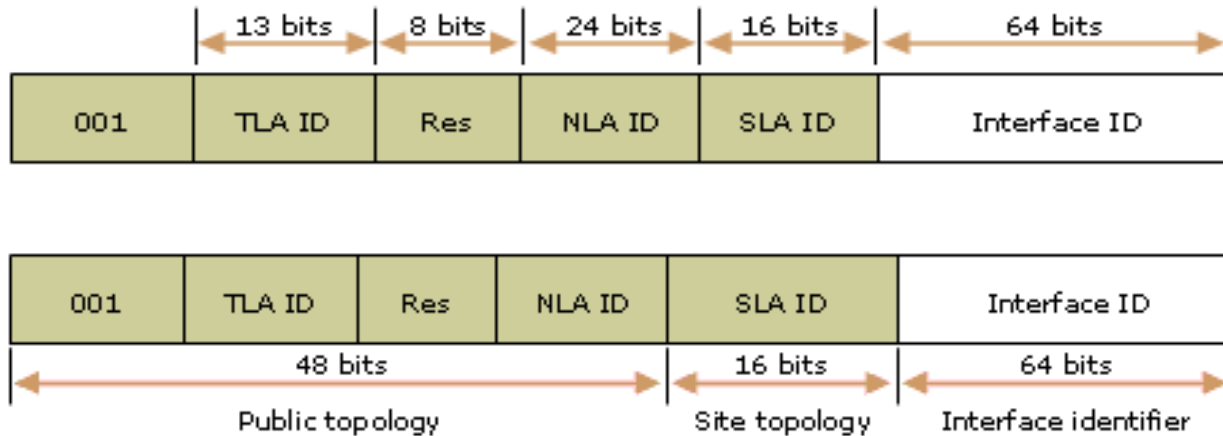 13 bits 8 bits 24 bits 16 bits 64 bits
001 TLA ID Res NLA ID SLA ID Interface ID
001 TLA ID Res NLA ID SLA ID Interface ID
48 bits 16 bits 64 bits
Public topology Site topology Interface identifier